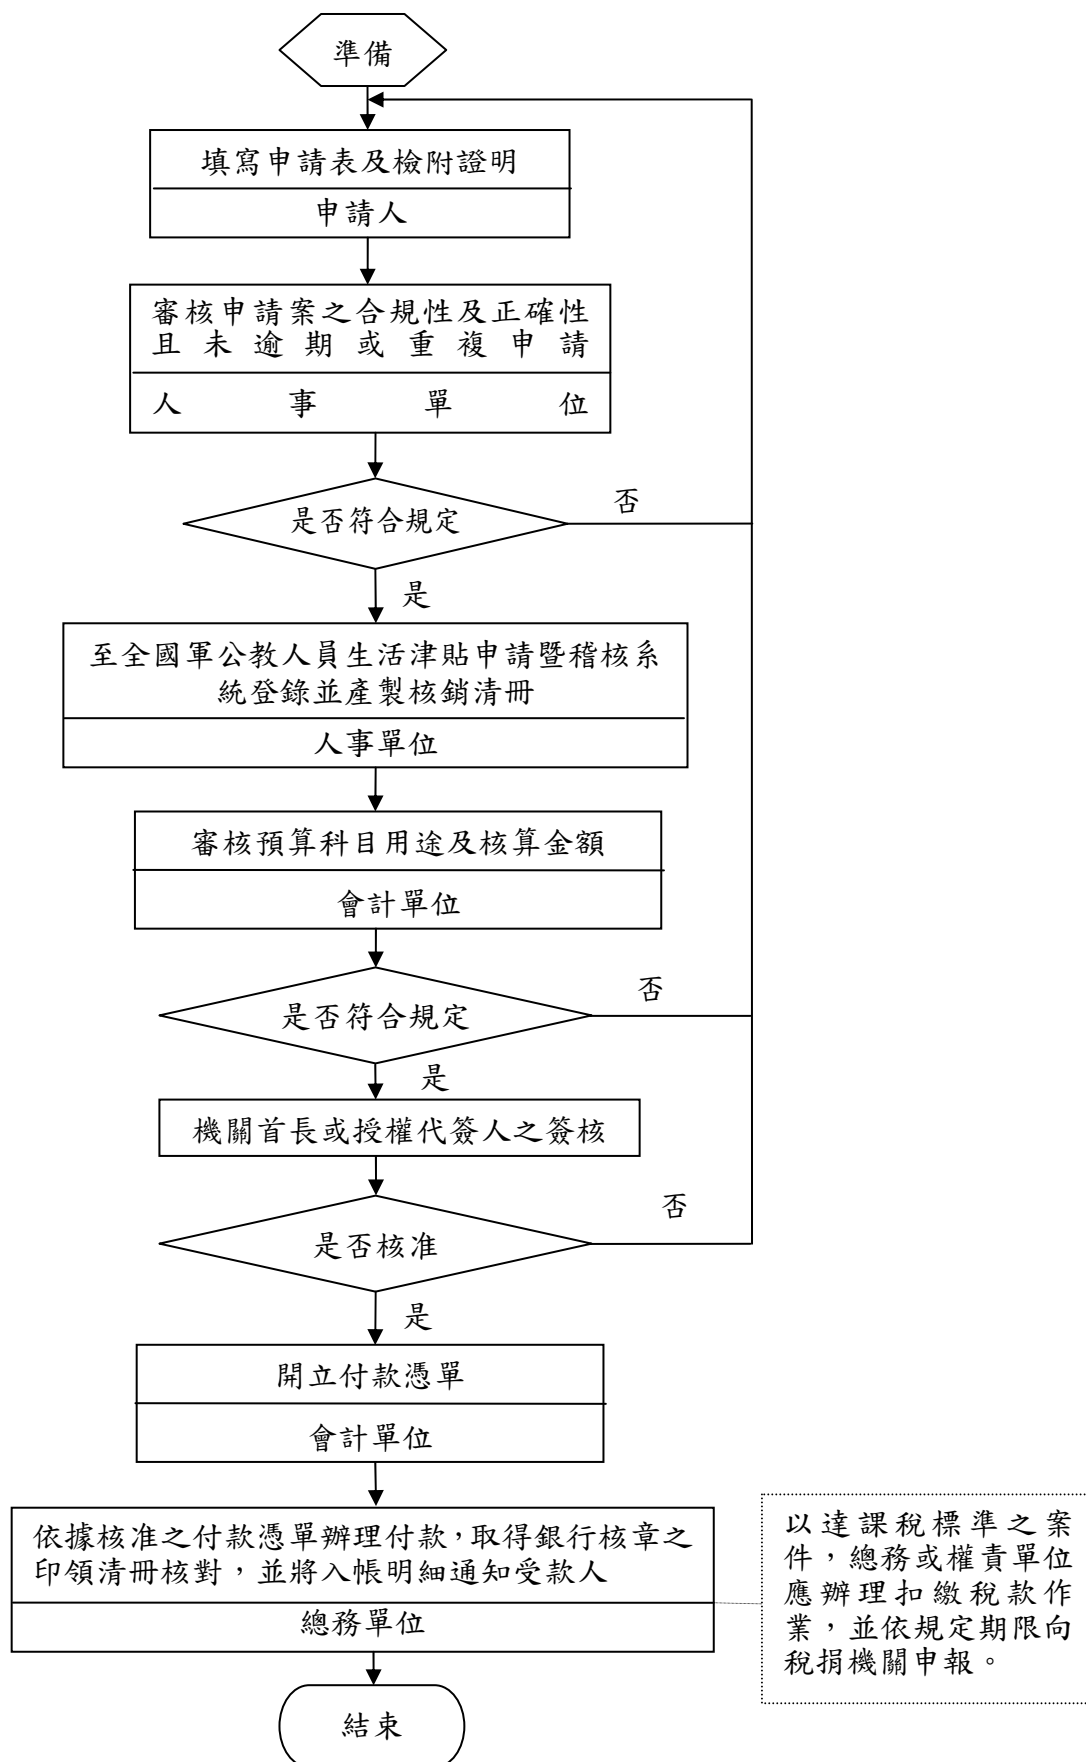 準備
填寫申請表及檢附證明
申請人
審核申請案之合規性及正確性
且未逾期或重複申請
人事單位
否
是否符合規定
是
至全國軍公教人員生活津貼申請暨稽核系
統登錄並產製核銷清冊
人事單位
審核預算科目用途及核算金額
會計單位
否
是否符合規定
是
機關首長或授權代簽人之簽核
否
是否核准
是
開立付款憑單
會計單位
依據核准之付款憑單辦理付款,取得銀行核章之
印領清冊核對,並將入帳明細通知受款人
總務單位
以達課稅標準之案
件,總務或權責單位
應辦理扣繳稅款作
業,並依規定期限向
稅捐機關申報。
結束